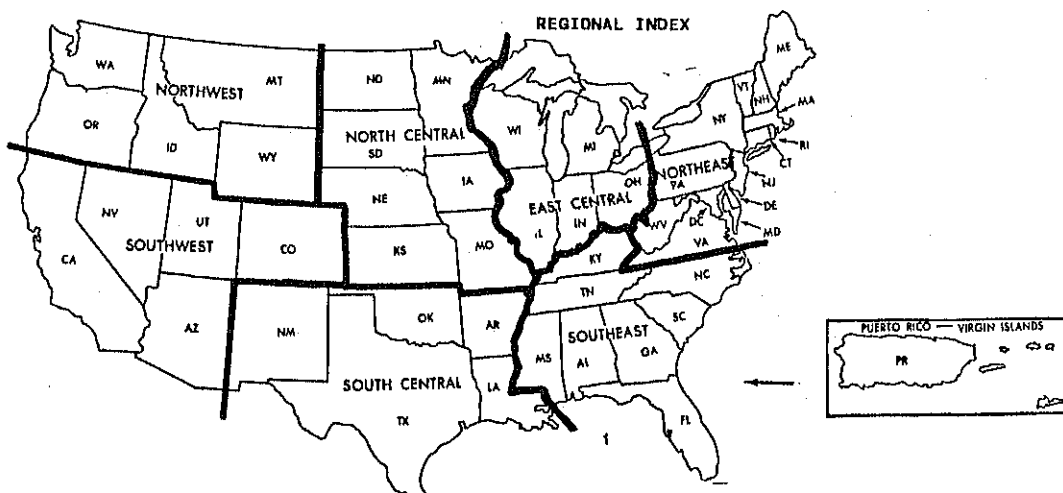 REGIONAL INDEX
WA
MT
ND
MN
ME
NORTHWEST
VT
NH
MA
OR
NORTH CENTRAL
WI
NY
ID
WY
SD
MI
RI
CT
IA
OH
NORTHEAST
PA
NJ
NE
EAST CENTRAL
NV
UT
IL
IN
DE
WV
DC
SOUTHWEST
CO
KS
MO
VA
MD
CA
KY
NC
TN
AZ
NM
OK
AR
SC
SOUTHEAST
PUERTO RICO — VIRGIN ISLANDS
MS
AL
GA
PR
SOUTH CENTRAL
LA
TX
FL
1